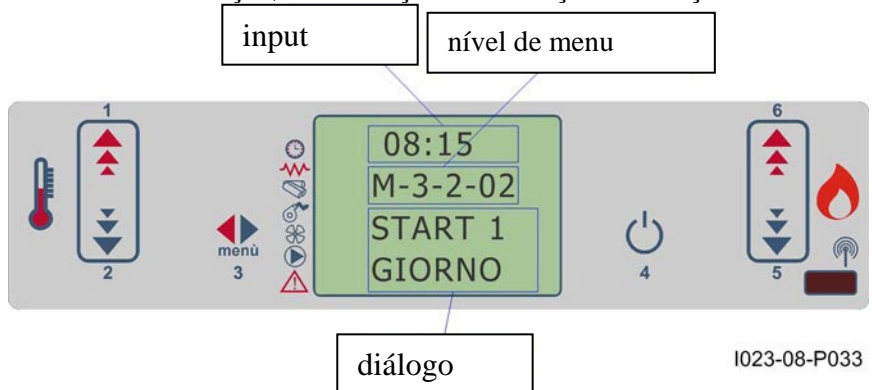 input
nível de menu
1
6
08:15
M-3-2-02
START 1
GIORNO
menù
2
3
4
5
diálogo
I023-08-P033